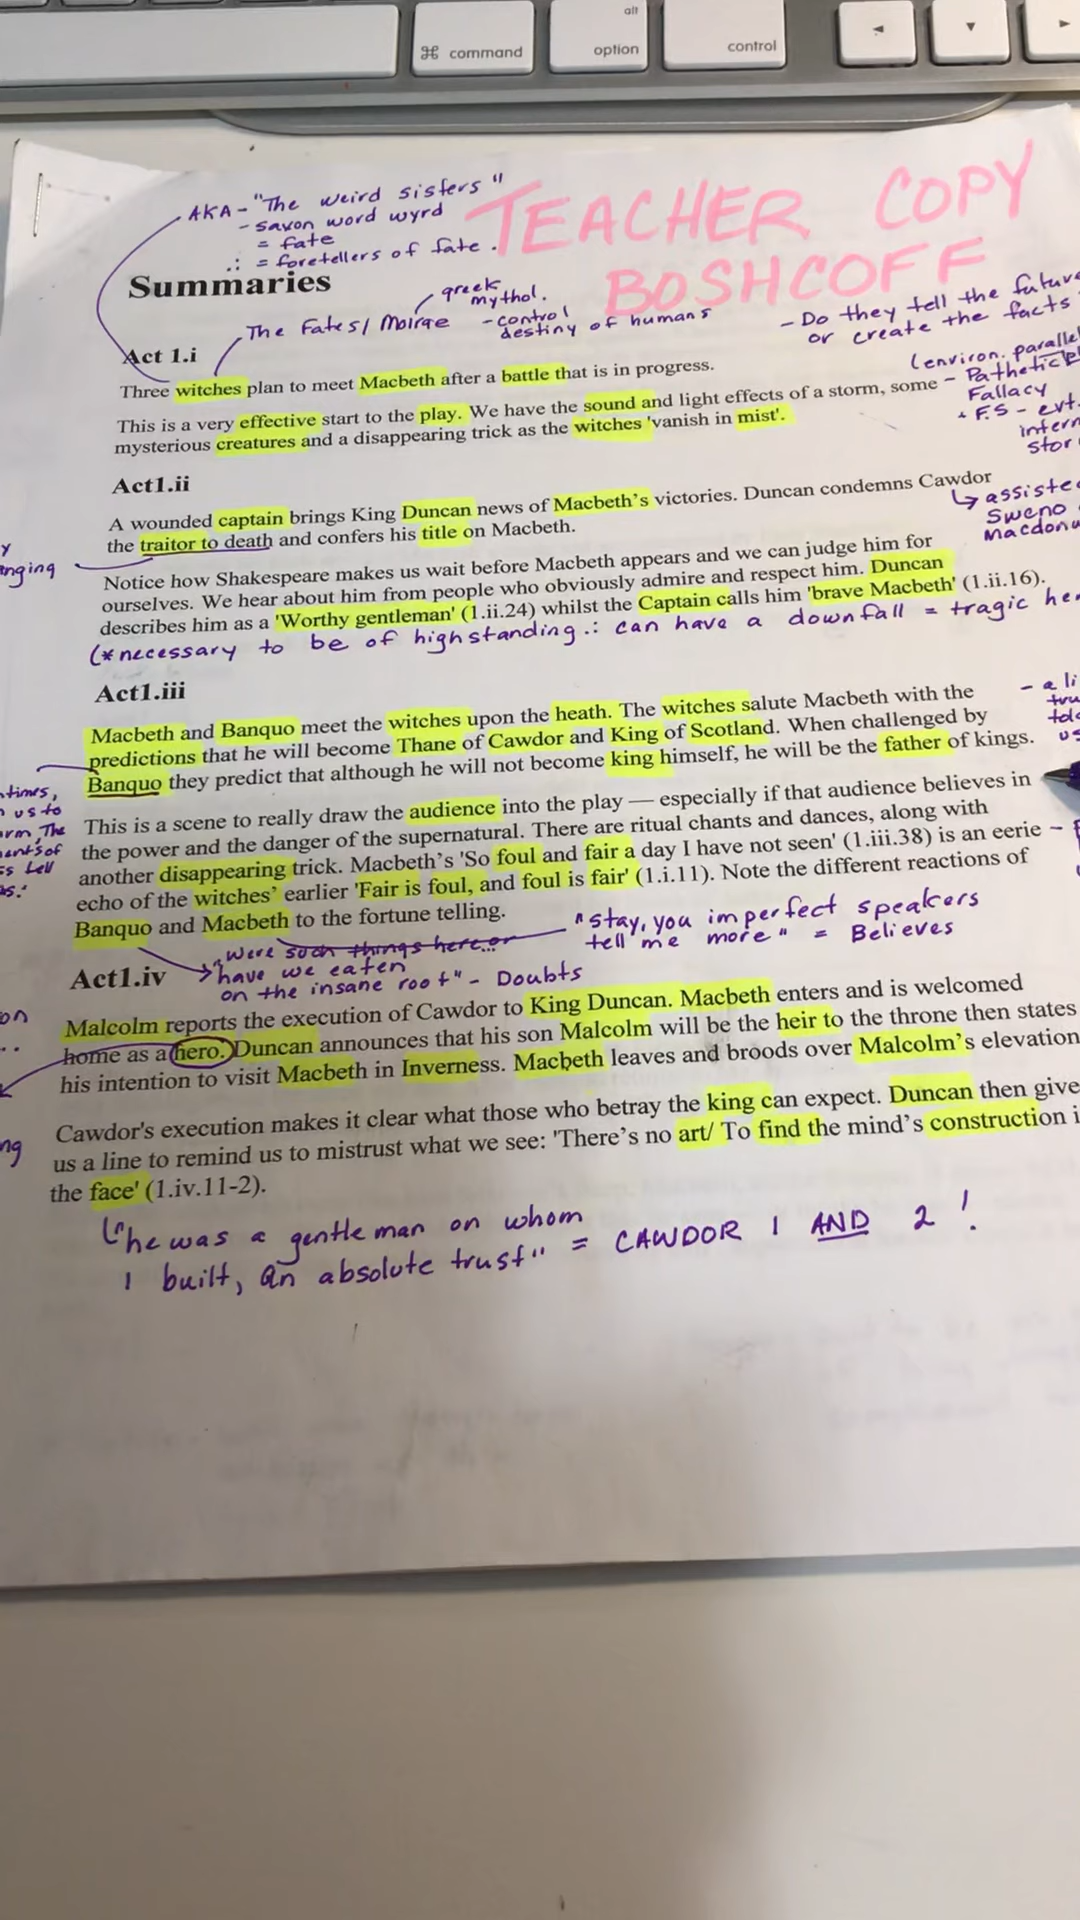 alt
command
option
control
TEACHER COPY
BOSHCOFF
AKA - "The weird sisters"
- saxon word wyrd
= fate
∴ = foretellers of fate.
Summaries
greek
mythol.
The Fates/ Moirae
- control
destiny of humans
- Do they tell the future
or create the facts
Act 1.i
Three witches plan to meet Macbeth after a battle that is in progress.
(environ. parallel
This is a very effective start to the play. We have the sound and light effects of a storm, some - Pathetic
mysterious creatures and a disappearing trick as the witches 'vanish in mist'.
Fallacy
+ F.S - ext.
Act1.ii
A wounded captain brings King Duncan news of Macbeth's victories. Duncan condemns Cawdor
the traitor to death and confers his title on Macbeth.
↳ assisted
Sweno
Notice how Shakespeare makes us wait before Macbeth appears and we can judge him for
ourselves. We hear about him from people who obviously admire and respect him. Duncan
describes him as a 'Worthy gentleman' (1.ii.24) whilst the Captain calls him 'brave Macbeth' (1.ii.16).
(*necessary to be of high standing ∴ can have a downfall = tragic
Act1.iii
Macbeth and Banquo meet the witches upon the heath. The witches salute Macbeth with the
predictions that he will become Thane of Cawdor and King of Scotland. When challenged by
Banquo they predict that although he will not become king himself, he will be the father of kings.
times,
us to
This is a scene to really draw the audience into the play — especially if that audience believes in
the power and the danger of the supernatural. There are ritual chants and dances, along with
another disappearing trick. Macbeth's 'So foul and fair a day I have not seen' (1.iii.38) is an eerie -
echo of the witches' earlier 'Fair is foul, and foul is fair' (1.i.11). Note the different reactions of
Banquo and Macbeth to the fortune telling.
"stay, you imperfect speakers
tell me more" = Believes
"Were such things here... or
have we eaten
on the insane root" - Doubts
Act1.iv
Malcolm reports the execution of Cawdor to King Duncan. Macbeth enters and is welcomed
home as a hero. Duncan announces that his son Malcolm will be the heir to the throne then states
his intention to visit Macbeth in Inverness. Macbeth leaves and broods over Malcolm's elevation
Cawdor's execution makes it clear what those who betray the king can expect. Duncan then give
us a line to remind us to mistrust what we see: 'There's no art/ To find the mind's construction i
the face' (1.iv.11-2).
"he was a gentleman on whom
I built, an absolute trust" = CAWDOR 1 AND 2!